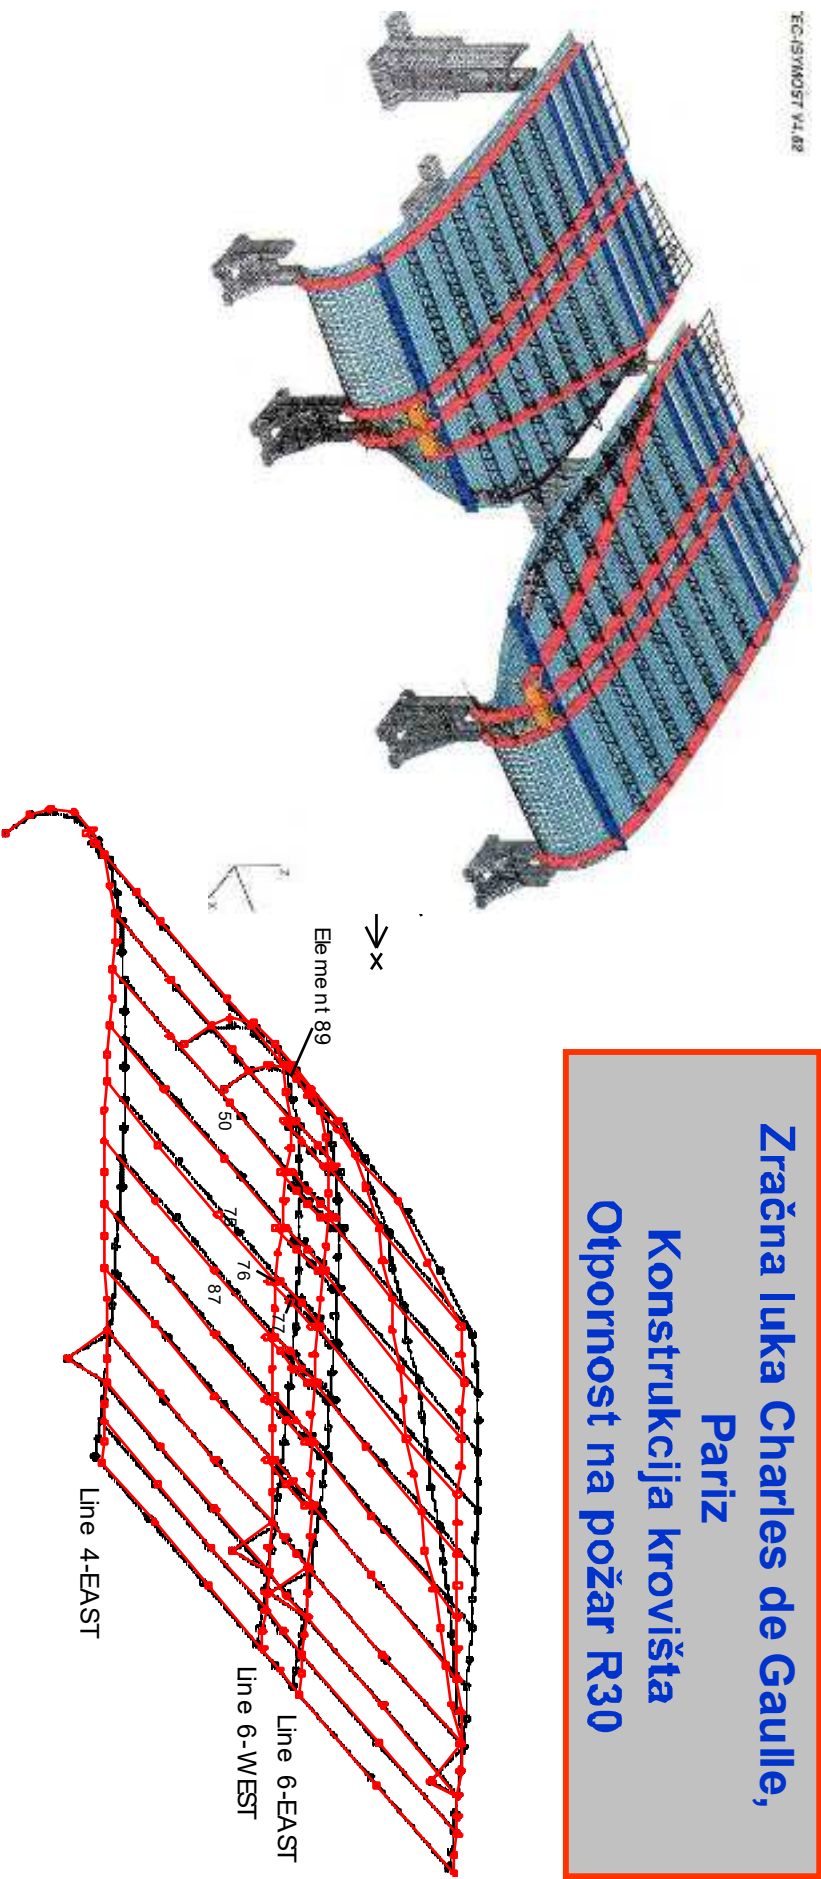 Zračna luka Charles de Gaulle,
Pariz
Konstrukcija krovišta
Otpornost na požar R30
z
x
x
Element 89
50
76
77
87
Line 4-EAST
Line 6-WEST
Line 6-EAST